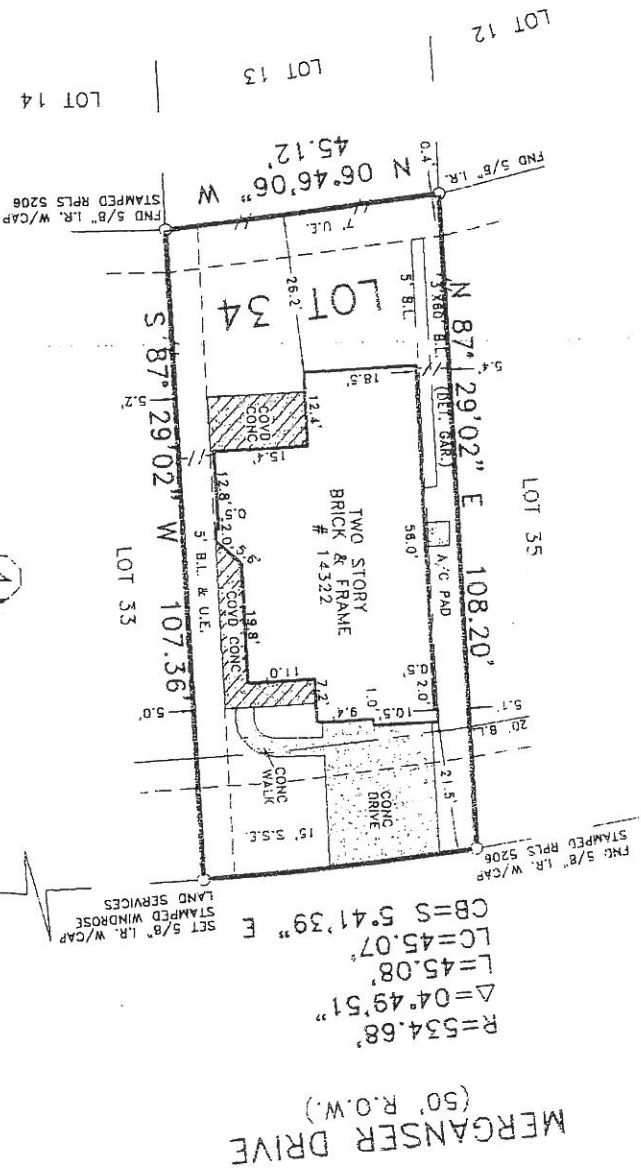 LOT 12
LOT 13
LOT 14
FND 5/8" I.R.
0.4'
N 06°46'06" W
45.12'
FND 5/8" I.R. W/CAP
STAMPED RPLS 5206
7' U.E.
LOT 34
26.2'
5' B.L.
3'X60' B.L. (DET. GAR.)
N 87° 29'02" E 108.20'
5.4'
LOT 35
18.5'
12.4'
COVD
CONC
15.4'
5.2'
S 87° 29'02" W 107.36'
LOT 33
5' B.L. & U.E.
12.8'
0.5'
2.0'
5.6'
COVD CONC
19.8'
11.0'
7.2'
TWO STORY
BRICK & FRAME
# 14322
56.0'
A/C PAD
0.5'
2.0'
1.0'
9.4'
10.5'
5.1'
20' B.L.
21.5'
5.0'
CONC
WALK
CONC
DRIVE
15' S.S.E.
FND 5/8" I.R. W/CAP
STAMPED RPLS 5206
SET 5/8" I.R. W/CAP
STAMPED WINDROSE
LAND SERVICES
R=534.68'
Δ=04°49'51"
L=45.08'
LC=45.07'
CB=S 5°41'39" E
MERGANSER DRIVE
(50' R.O.W.)